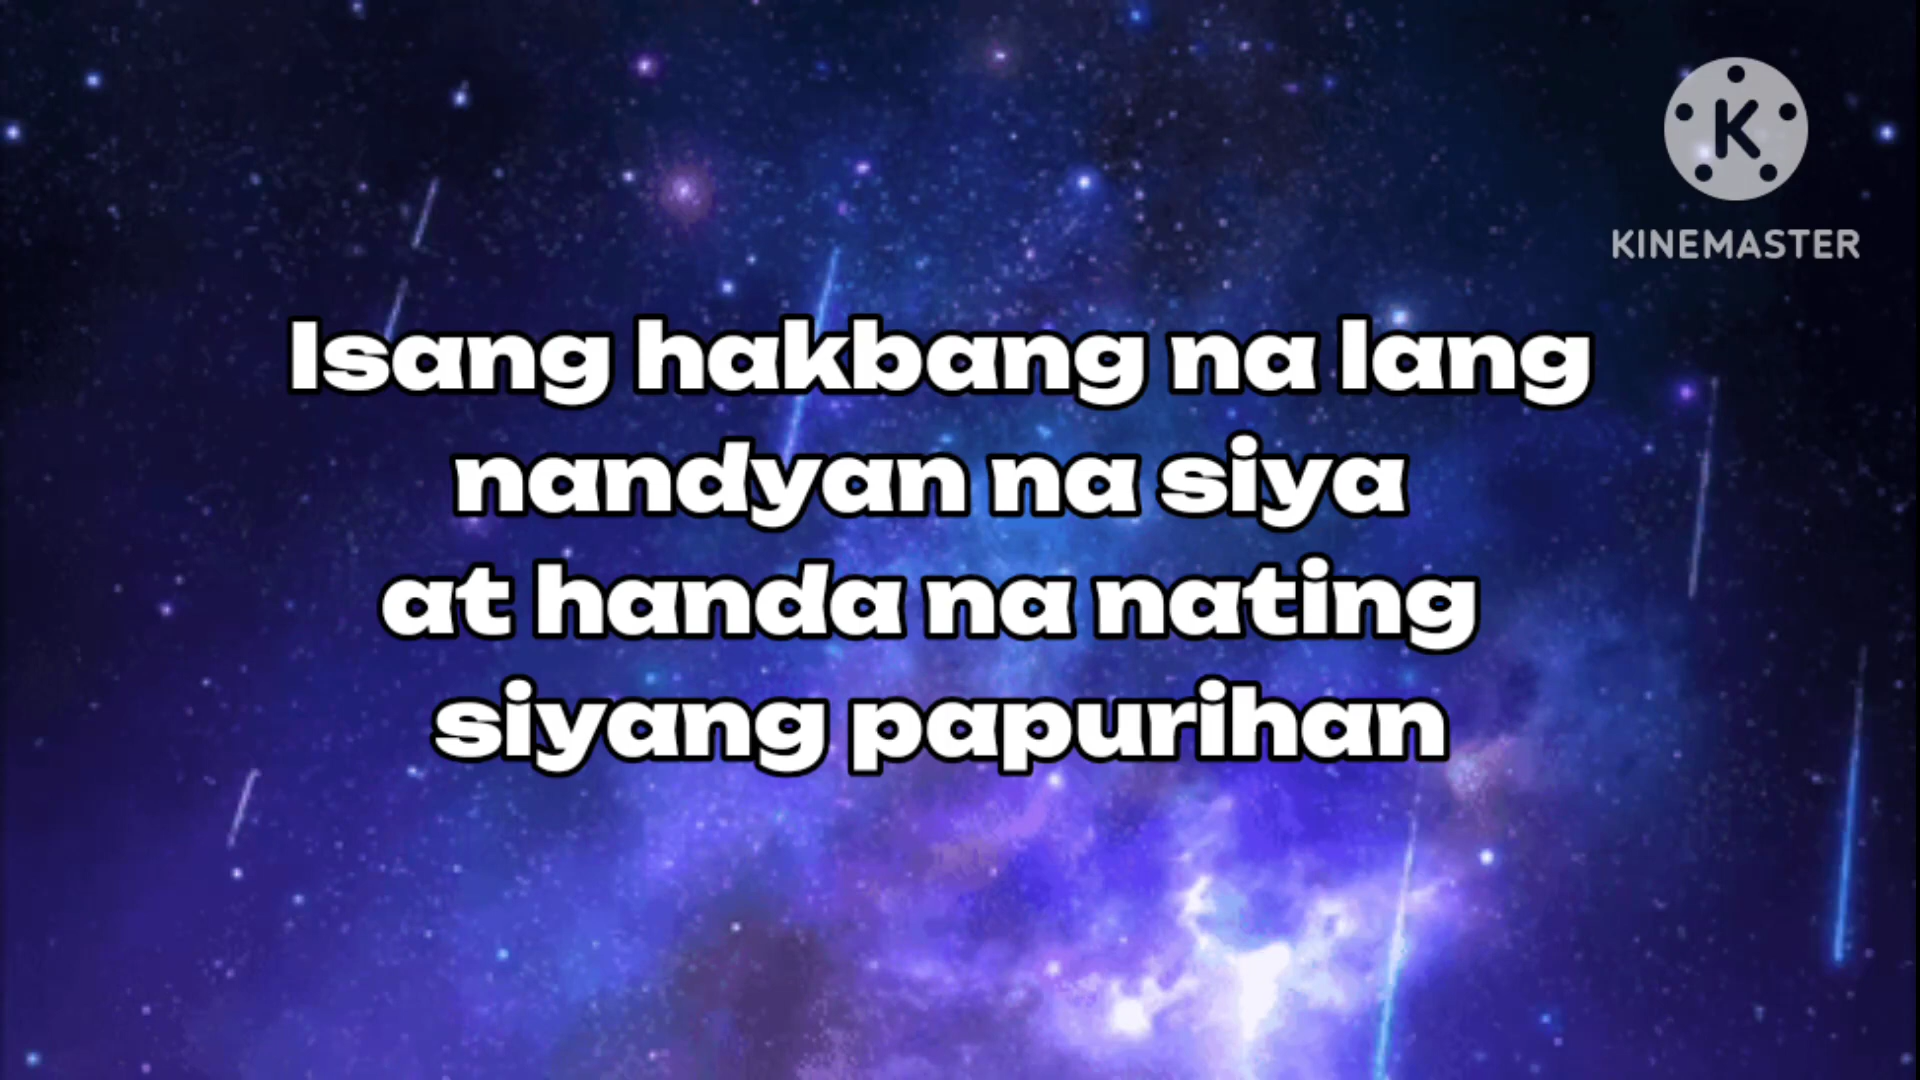 KINEMASTER
Isang hakbang na lang
nandyan na siya
at handa na nating
siyang papurihan